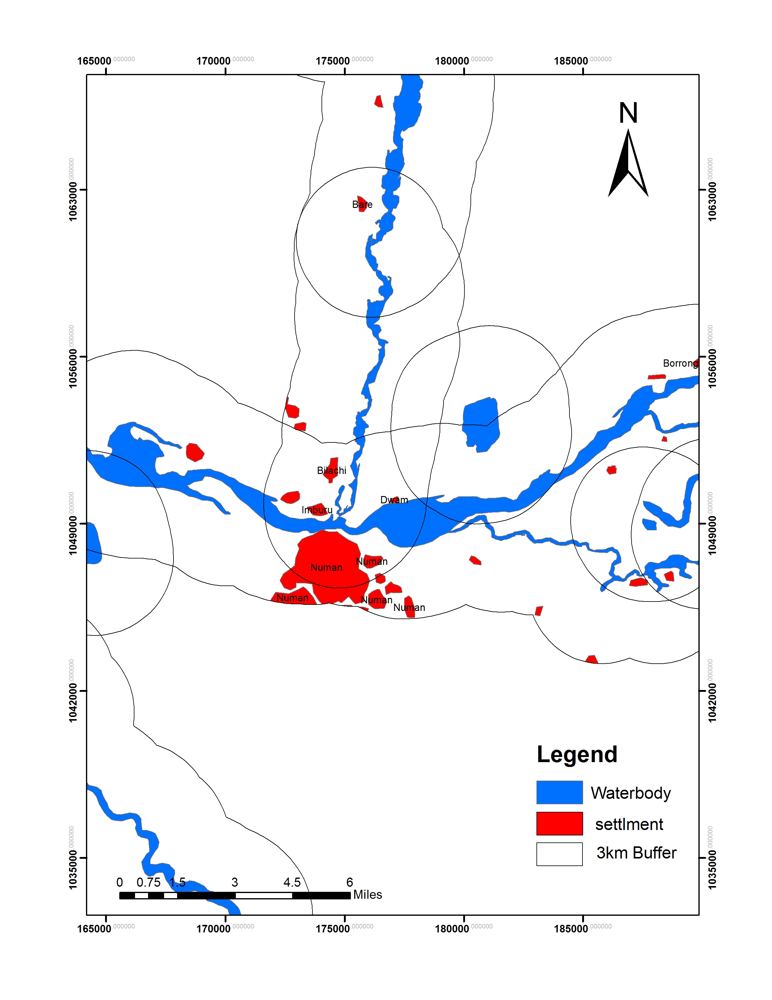 165000.000000 170000.000000 175000.000000 180000.000000 185000.000000
N
1063000.000000
1063000.000000
Bare
1056000.000000
1056000.000000
Borrong
Bilachi
Dwam
Imburu
1049000.000000
1049000.000000
Numan
Numan
Numan
Numan
Numan
1042000.000000
1042000.000000
Legend
Waterbody
settlment
3km Buffer
1035000.000000
1035000.000000
0 0.75 1.5 3 4.5 6
Miles
165000.000000 170000.000000 175000.000000 180000.000000 185000.000000